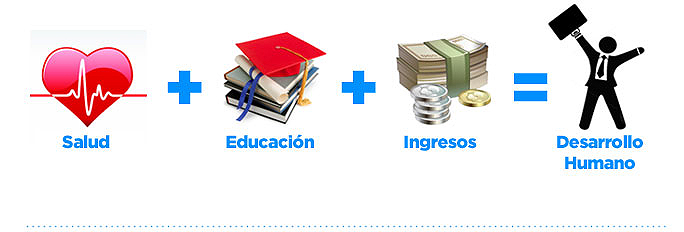 Salud
Educación
Ingresos
Desarrollo
Humano